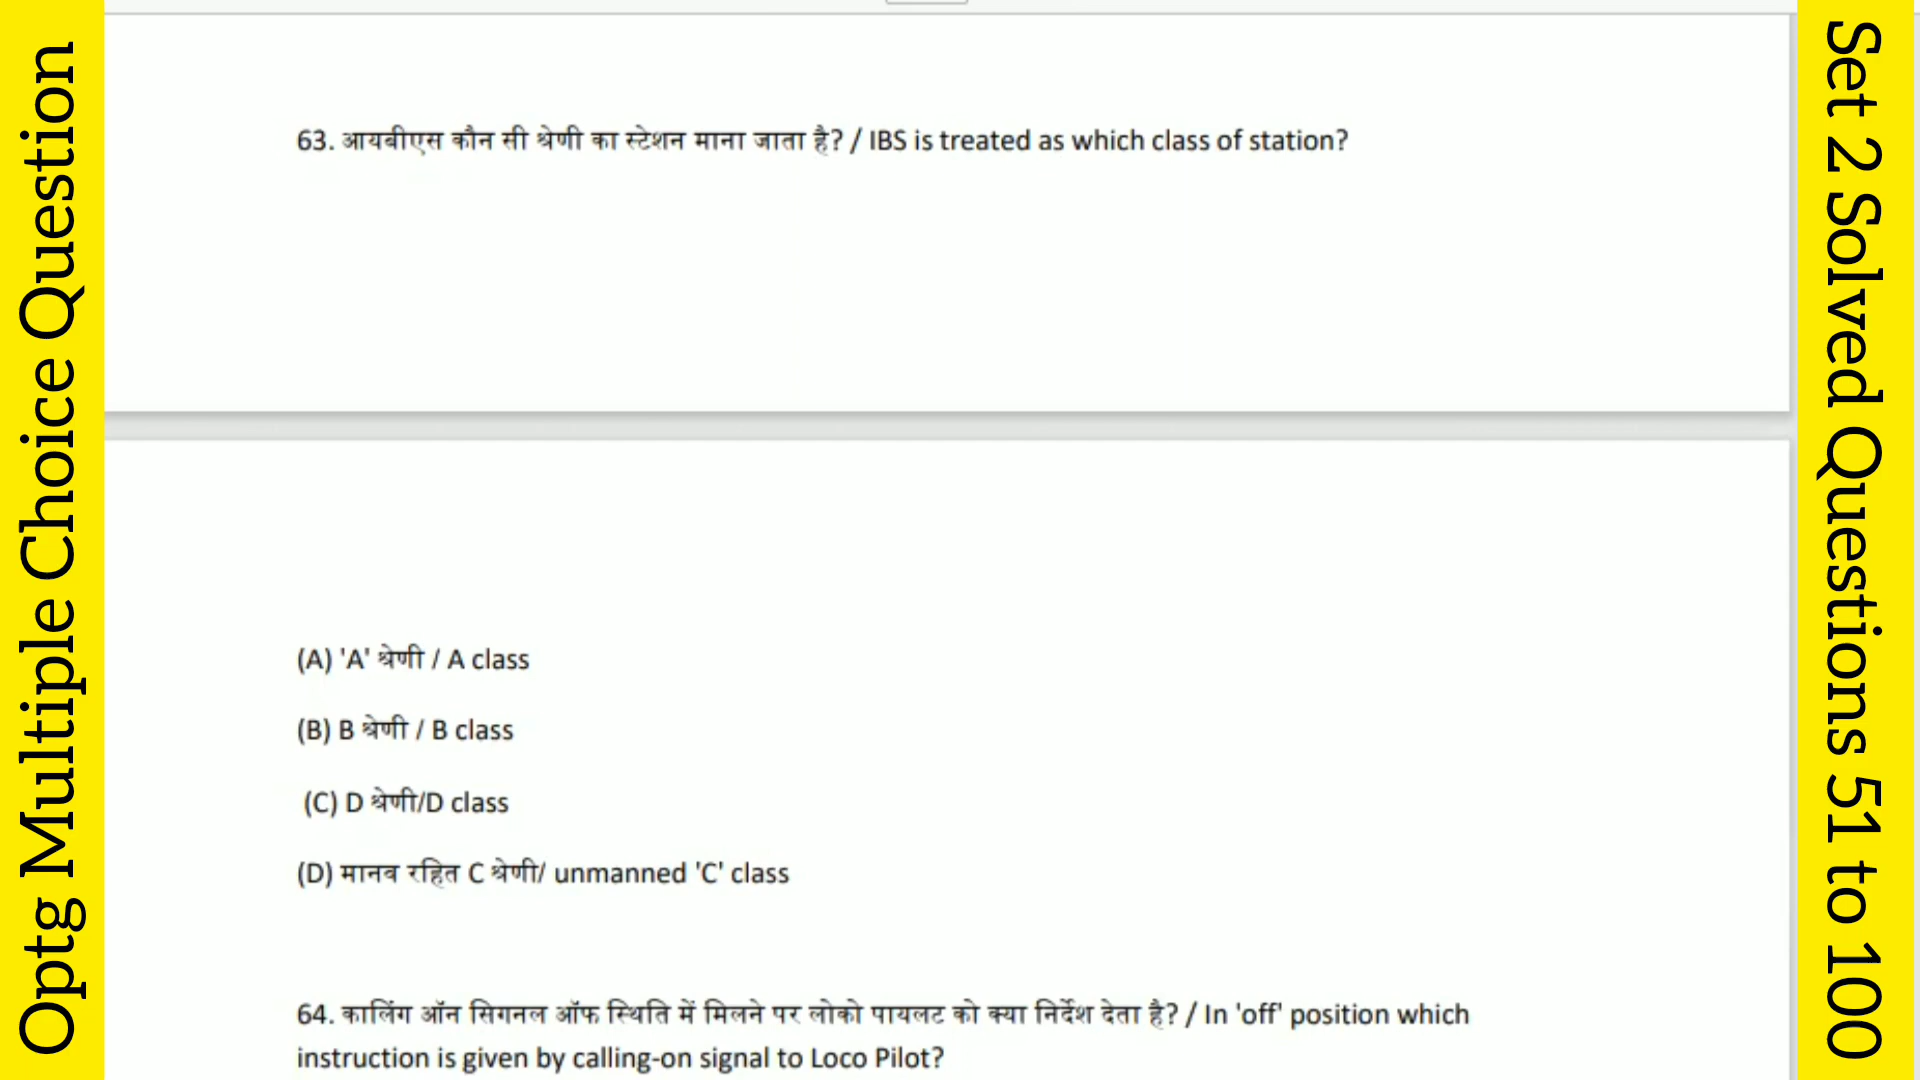 Optg Multiple Choice Question
63. आयबीएस कौन सी श्रेणी का स्टेशन माना जाता है? / IBS is treated as which class of station?
(A) 'A' श्रेणी / A class
(B) B श्रेणी / B class
(C) D श्रेणी/D class
(D) मानव रहित C श्रेणी/ unmanned 'C' class
64. कालिंग ऑन सिगनल ऑफ स्थिति में मिलने पर लोको पायलट को क्या निर्देश देता है? / In 'off' position which
instruction is given by calling-on signal to Loco Pilot?
Set 2 Solved Questions 51 to 100